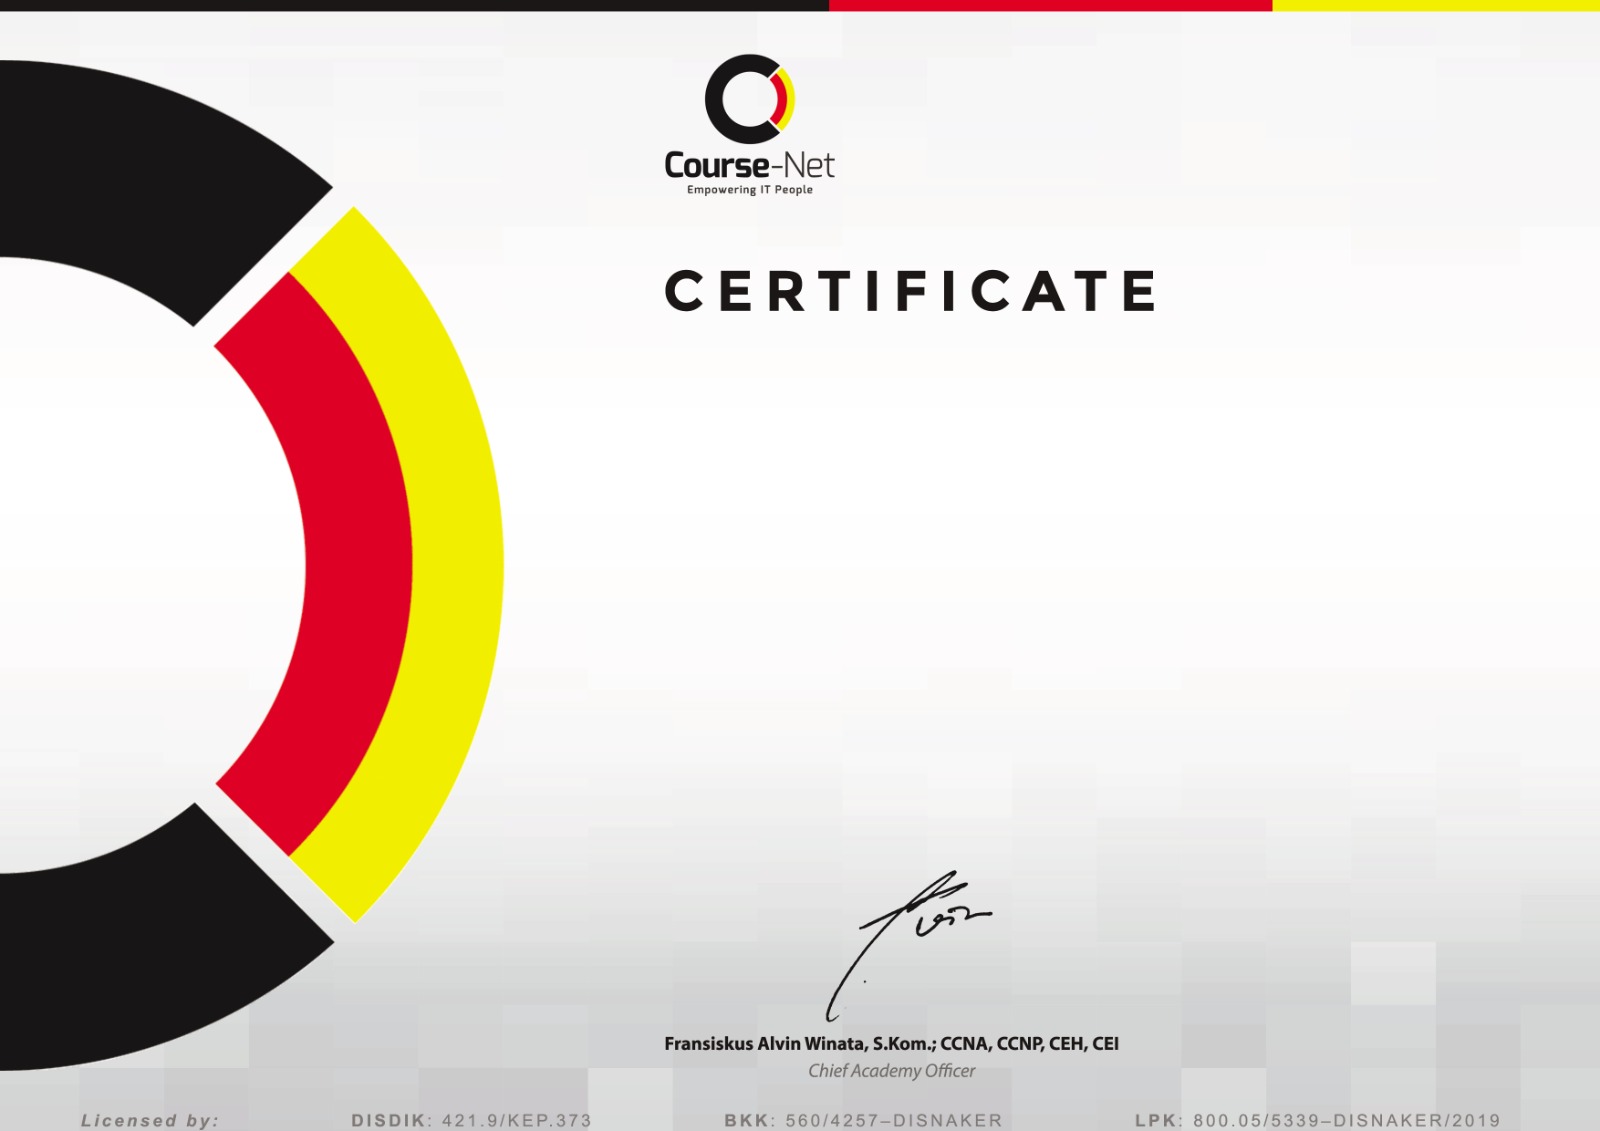 Course-Net
Empowering IT People
CERTIFICATE
Fransiskus Alvin Winata, S.Kom.; CCNA, CCNP, CEH, CEI
Chief Academy Officer
Licensed by: DISDIK: 421.9/KEP.373 BKK: 560/4257–DISNAKER LPK: 800.05/5339–DISNAKER/2019